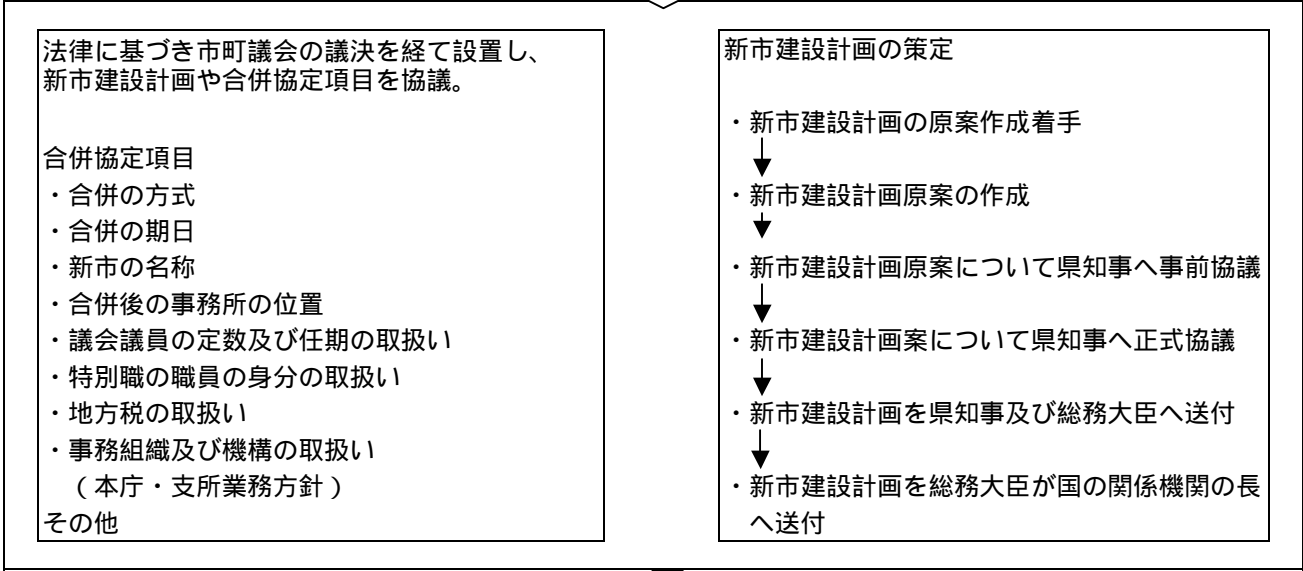 法律に基づき市町議会の議決を経て設置し、
新市建設計画や合併協定項目を協議。
合併協定項目
・合併の方式
・合併の期日
・新市の名称
・合併後の事務所の位置
・議会議員の定数及び任期の取扱い
・特別職の職員の身分の取扱い
・地方税の取扱い
・事務組織及び機構の取扱い
（本庁・支所業務方針）
その他
新市建設計画の策定
・新市建設計画の原案作成着手
・新市建設計画原案の作成
・新市建設計画原案について県知事へ事前協議
・新市建設計画案について県知事へ正式協議
・新市建設計画を県知事及び総務大臣へ送付
・新市建設計画を総務大臣が国の関係機関の長
へ送付